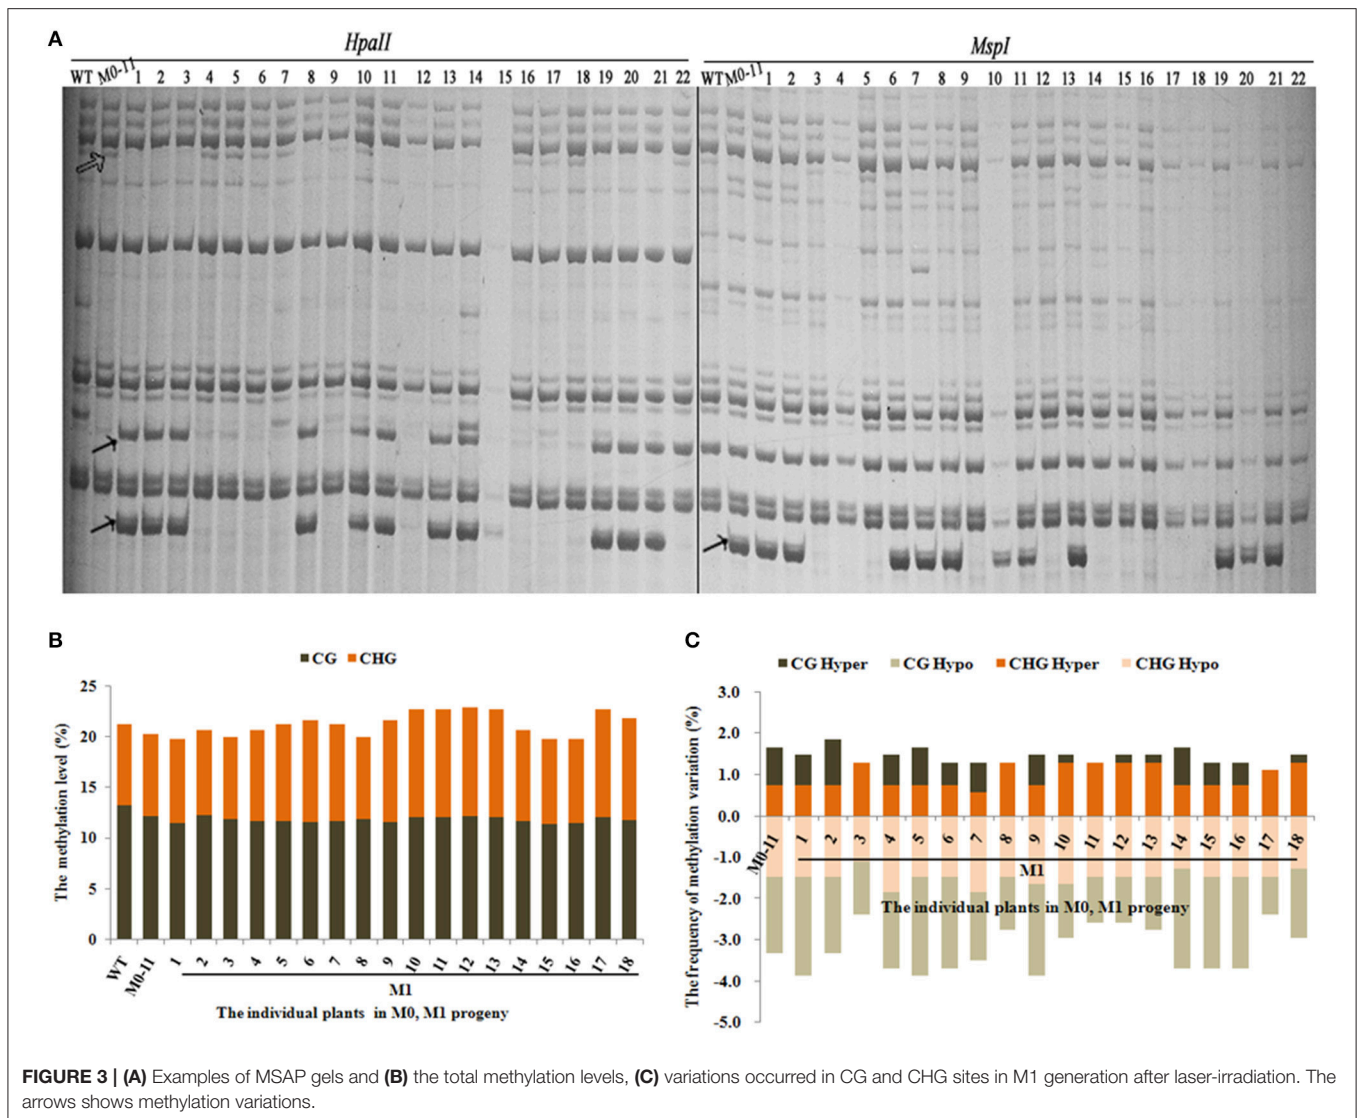 A
HpaII
MspI
WT M0-11 1 2 3 4 5 6 7 8 9 10 11 12 13 14 15 16 17 18 19 20 21 22
WT M0-11 1 2 3 4 5 6 7 8 9 10 11 12 13 14 15 16 17 18 19 20 21 22
B
CG CHG
The methylation level (%)
25
20
15
10
5
0
WT M0-11 1 2 3 4 5 6 7 8 9 10 11 12 13 14 15 16 17 18
M1
The individual plants in M0, M1 progeny
C
CG Hyper CG Hypo CHG Hyper CHG Hypo
The frequency of methylation variation (%)
3.0
2.0
1.0
0.0
-1.0
-2.0
-3.0
-4.0
-5.0
M0-11 1 2 3 4 5 6 7 8 9 10 11 12 13 14 15 16 17 18
M1
The individual plants in M0, M1 progeny
FIGURE 3 | (A) Examples of MSAP gels and (B) the total methylation levels, (C) variations occurred in CG and CHG sites in M1 generation after laser-irradiation. The
arrows shows methylation variations.